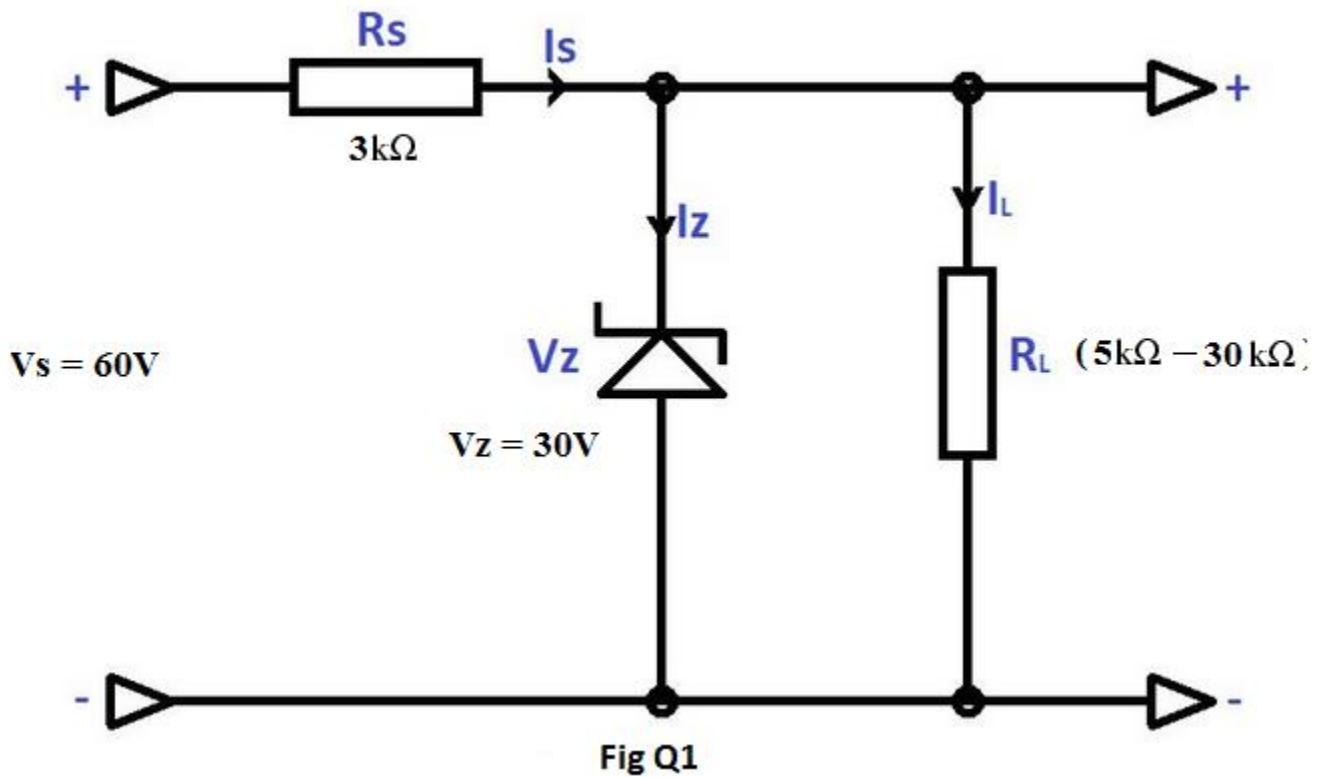 Rs
Is
+
+
3kΩ
Iz
IL
Vs = 60V
Vz
RL (5kΩ – 30 kΩ)
Vz = 30V
-
-
Fig Q1